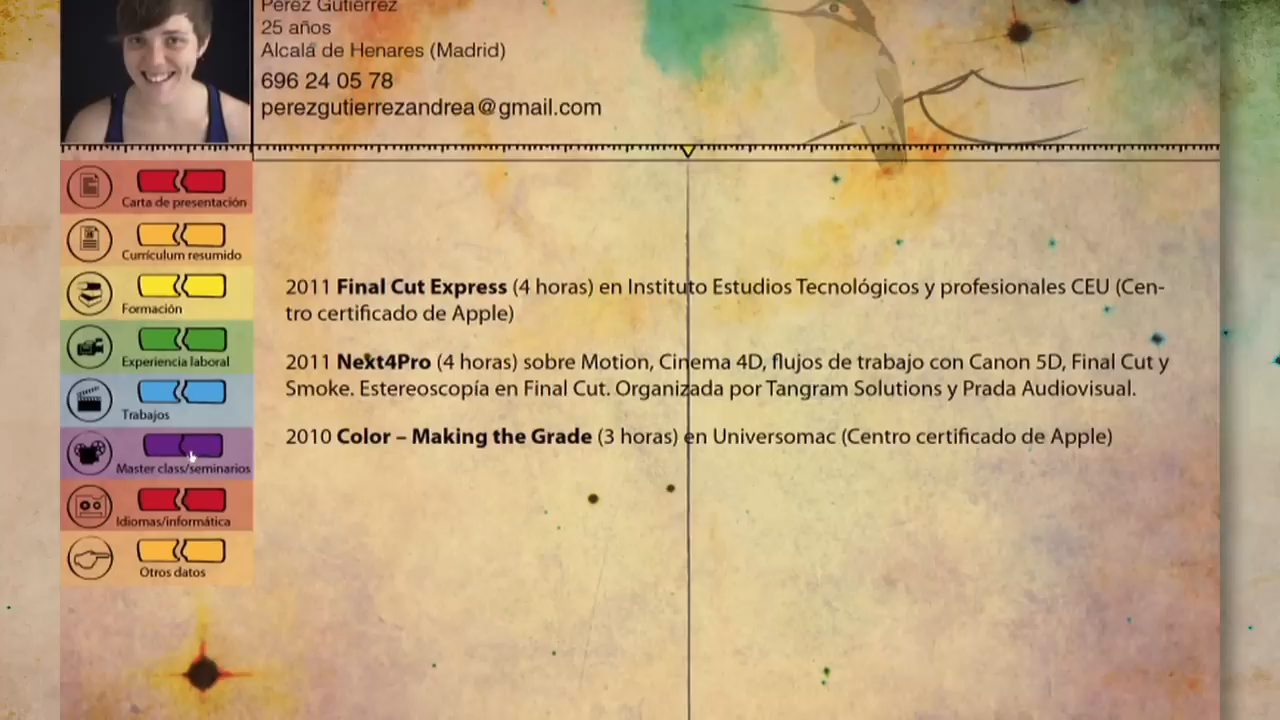 Pérez Gutiérrez
25 años
Alcalá de Henares (Madrid)
696 24 05 78
perezgutierrezandrea@gmail.com
Carta de presentación
Currículum resumido
Formación
Experiencia laboral
Trabajos
Master class/seminarios
Idiomas/informática
Otros datos
2011 Final Cut Express (4 horas) en Instituto Estudios Tecnológicos y profesionales CEU (Cen-
tro certificado de Apple)
2011 Next4Pro (4 horas) sobre Motion, Cinema 4D, flujos de trabajo con Canon 5D, Final Cut y
Smoke. Estereoscopía en Final Cut. Organizada por Tangram Solutions y Prada Audiovisual.
2010 Color – Making the Grade (3 horas) en Universomac (Centro certificado de Apple)